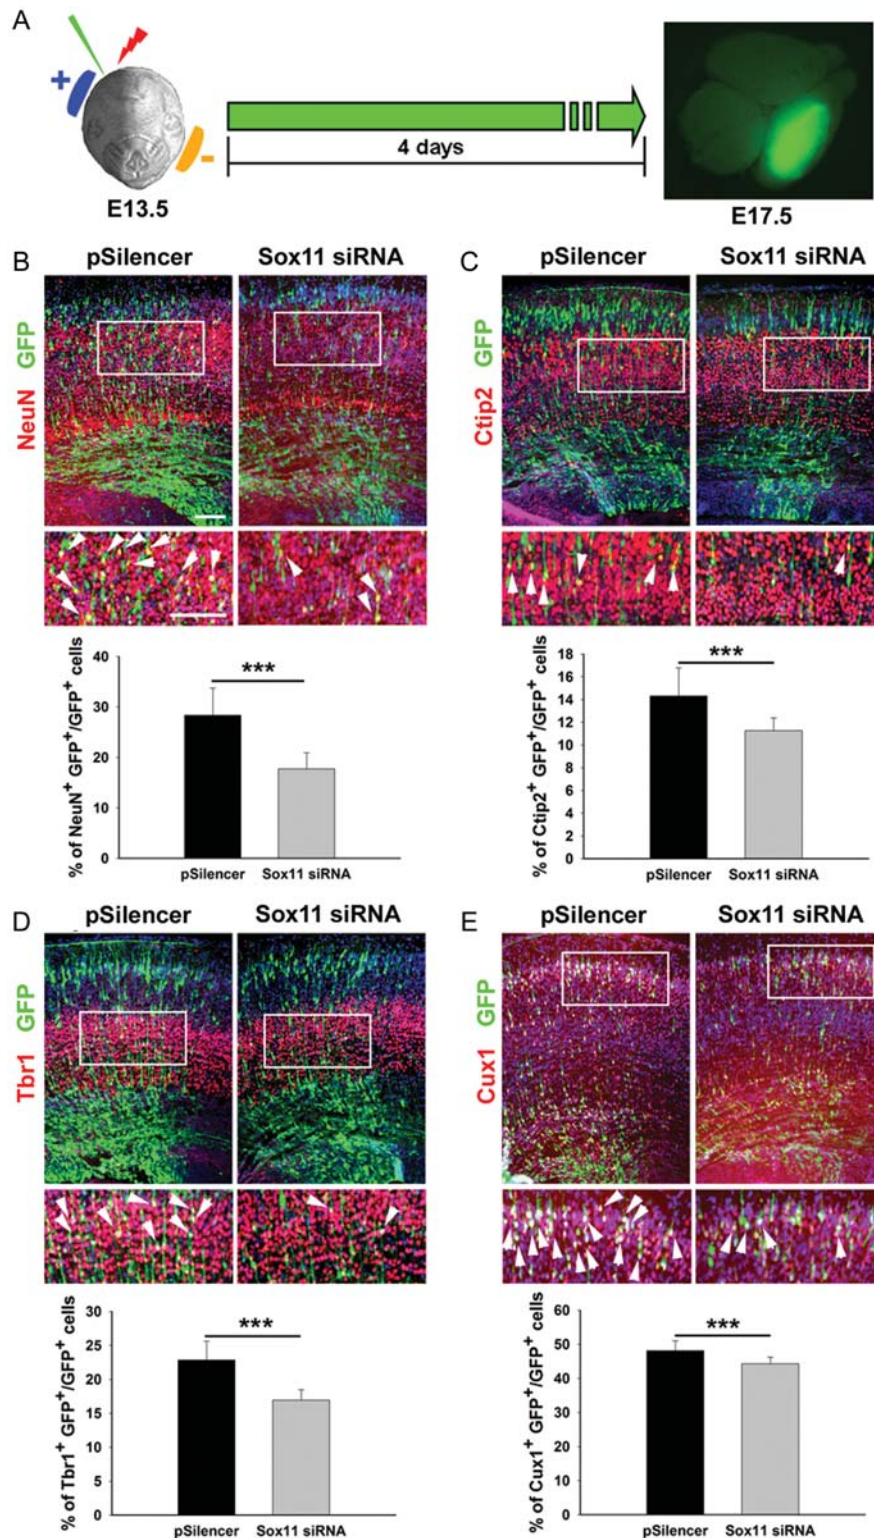 A
+
-
4 days
E13.5
E17.5
B
pSilencer
Sox11 siRNA
NeuN GFP
% of NeuN+ GFP+/GFP+ cells
40
30
20
10
0
***
pSilencer
Sox11 siRNA
C
pSilencer
Sox11 siRNA
Ctip2 GFP
% of Ctip2+ GFP+/GFP+ cells
18
16
14
12
10
8
6
4
2
0
***
pSilencer
Sox11 siRNA
D
pSilencer
Sox11 siRNA
Tbr1 GFP
% of Tbr1+ GFP+/GFP+ cells
30
25
20
15
10
5
0
***
pSilencer
Sox11 siRNA
E
pSilencer
Sox11 siRNA
Cux1 GFP
% of Cux1+ GFP+/GFP+ cells
60
50
40
30
20
10
0
***
pSilencer
Sox11 siRNA